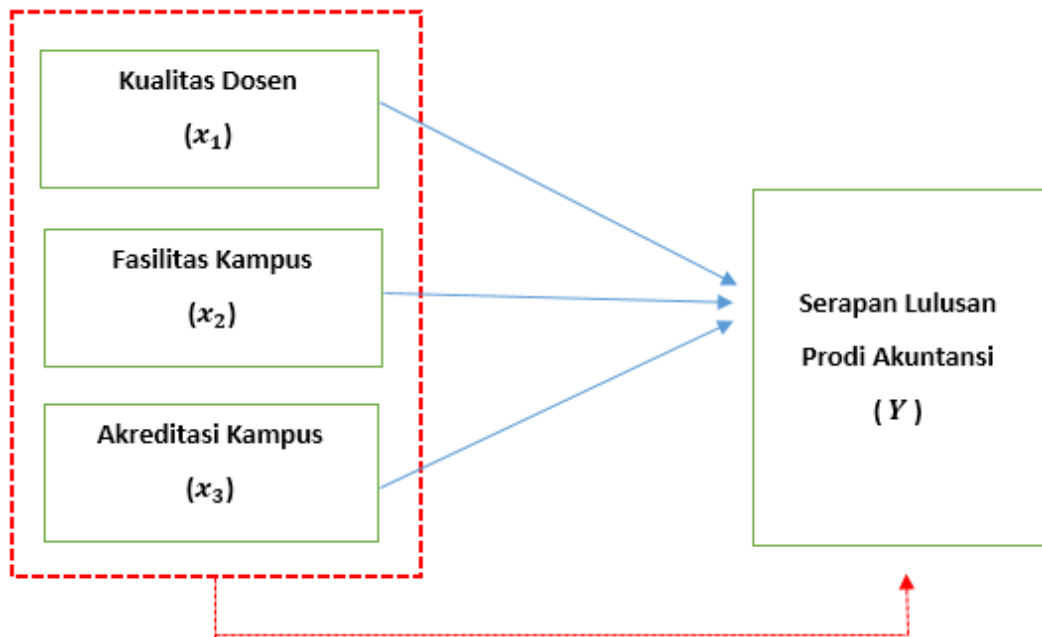 Kualitas Dosen
(x₁)
Fasilitas Kampus
(x₂)
Akreditasi Kampus
(x₃)
Serapan Lulusan
Prodi Akuntansi
( Y )